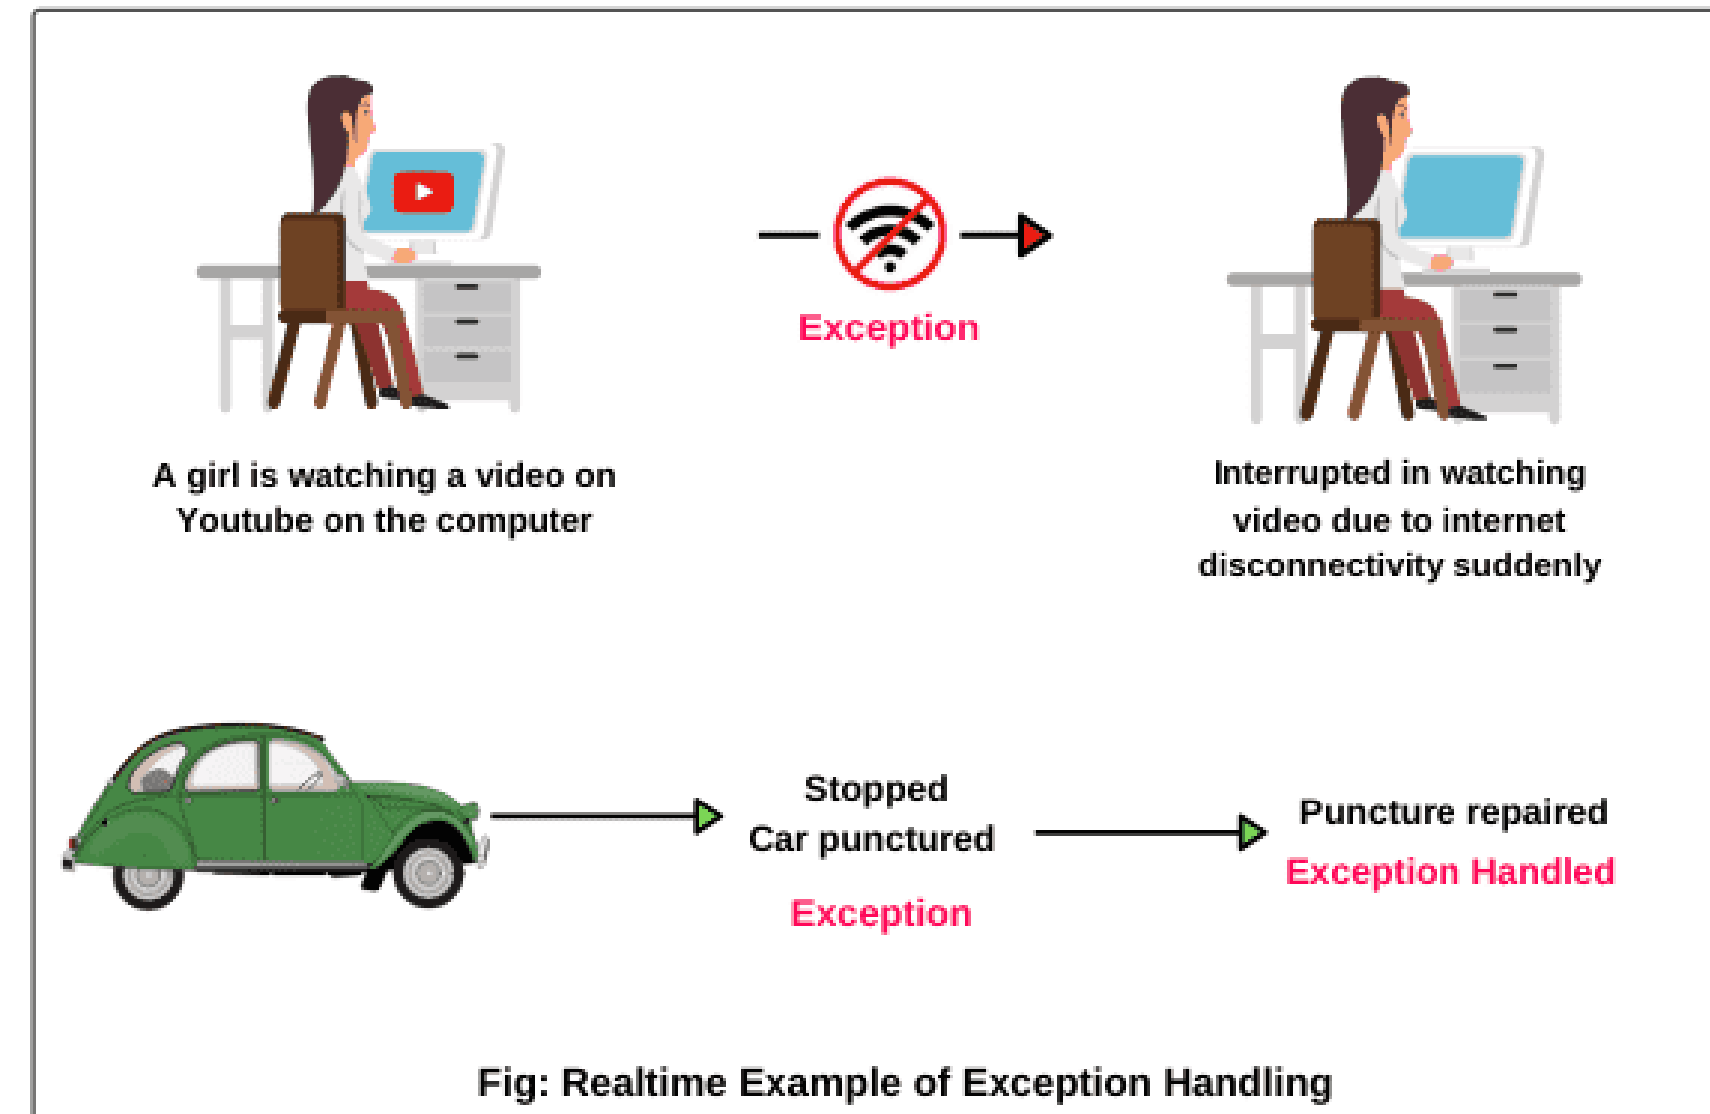 Exception
A girl is watching a video on
Youtube on the computer
Interrupted in watching
video due to internet
disconnectivity suddenly
Stopped
Car punctured
Exception
Puncture repaired
Exception Handled
Fig: Realtime Example of Exception Handling